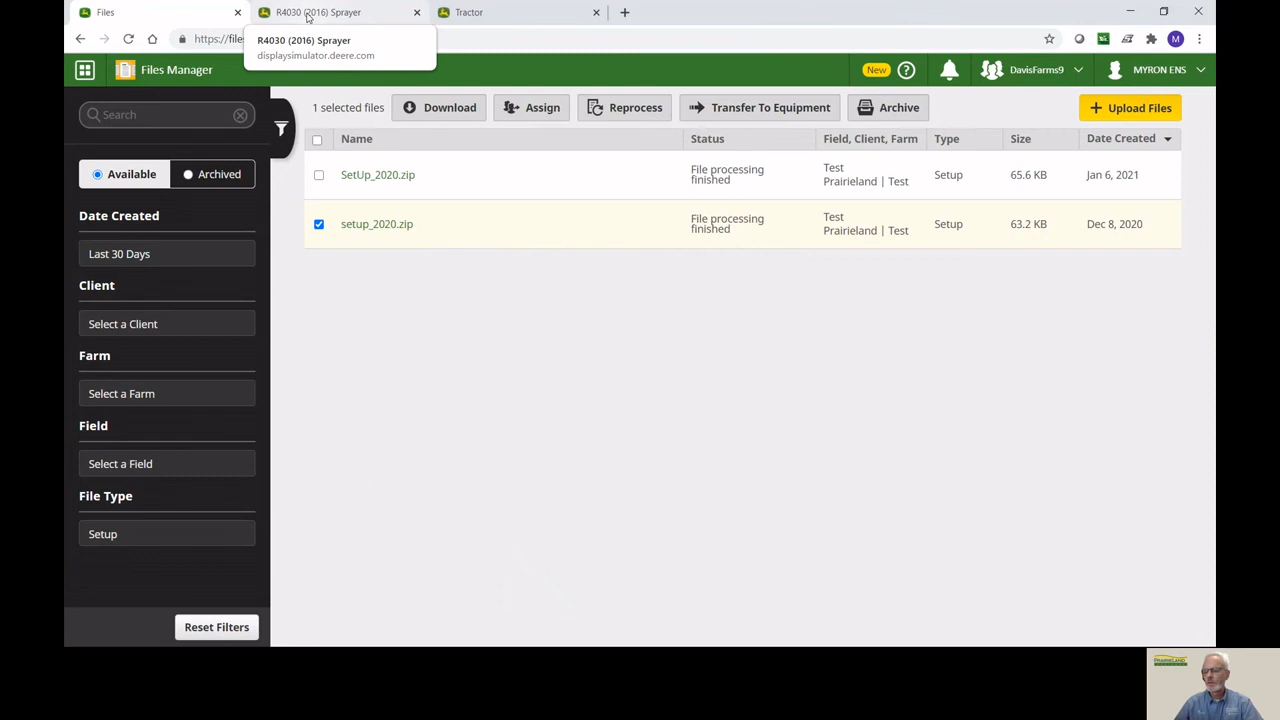 Files
R4030 (2016) Sprayer
Tractor
https://files
R4030 (2016) Sprayer
displaysimulator.deere.com
Files Manager
New
DavisFarms9
MYRON ENS
Search
1 selected files
Download
Assign
Reprocess
Transfer To Equipment
Archive
Upload Files
Name
Status
Field, Client, Farm
Type
Size
Date Created
Available
Archived
SetUp_2020.zip
File processing
finished
Test
Prairieland | Test
Setup
65.6 KB
Jan 6, 2021
setup_2020.zip
File processing
finished
Test
Prairieland | Test
Setup
63.2 KB
Dec 8, 2020
Date Created
Last 30 Days
Client
Select a Client
Farm
Select a Farm
Field
Select a Field
File Type
Setup
Reset Filters
PRAIRIELAND